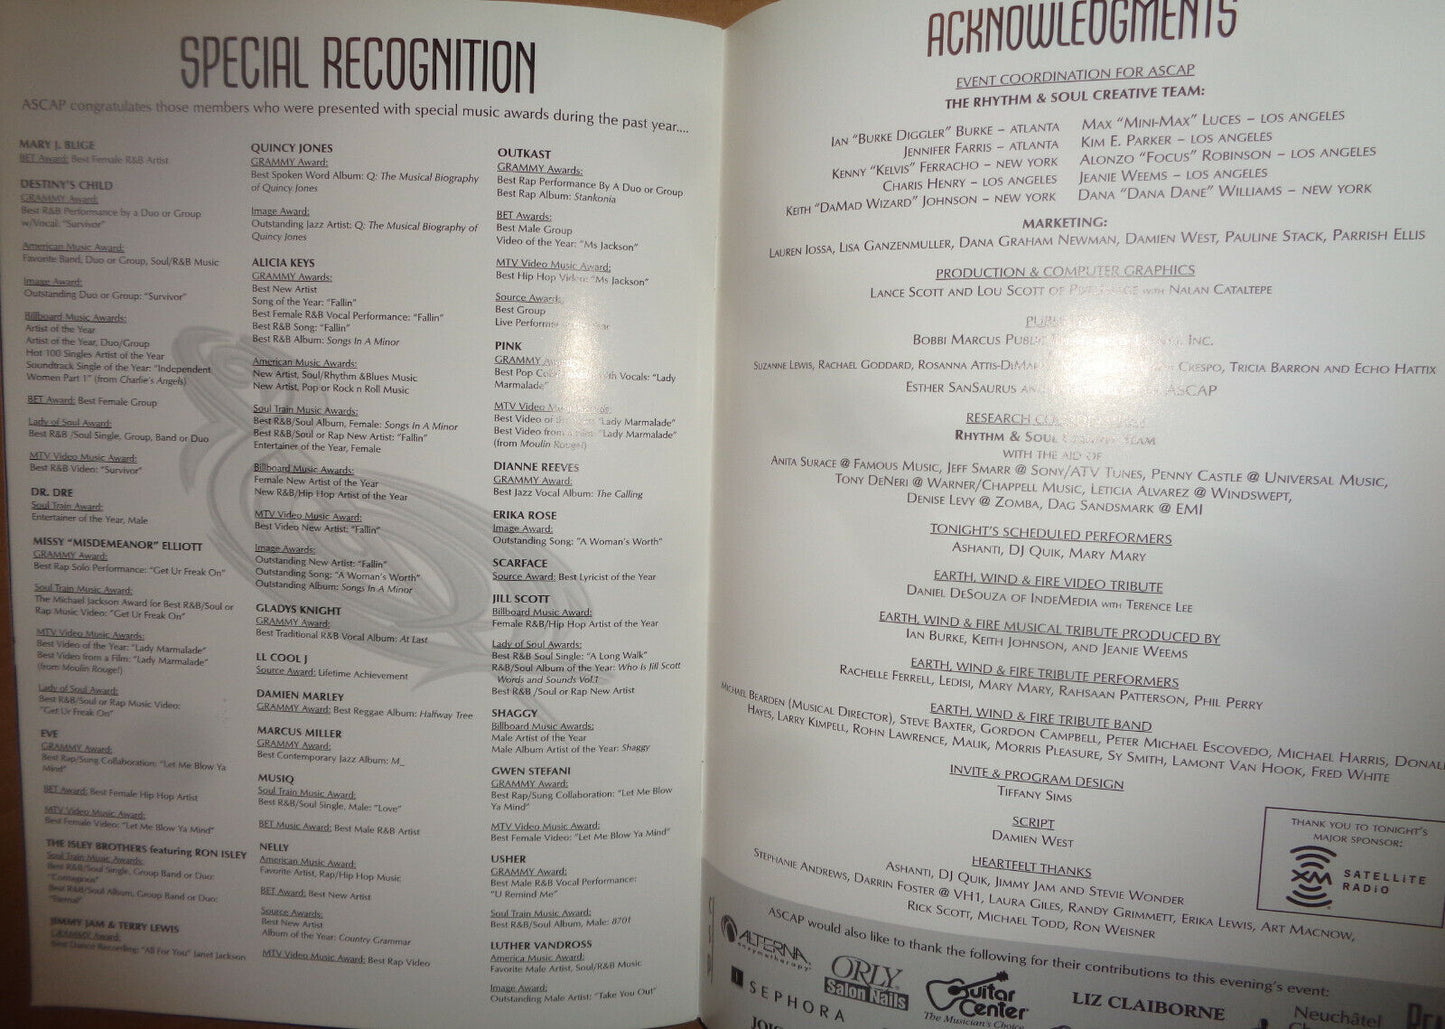 SPECIAL RECOGNITION
ASCAP congratulates those members who were presented with special music awards during the past year....
MARY J. BLIGE
BET Award: Best Female R&B Artist
DESTINY'S CHILD
GRAMMY Award:
Best R&B Performance by a Duo or Group
w/Vocal: "Survivor"
American Music Award:
Favorite Band, Duo or Group, Soul/R&B Music
Image Award:
Outstanding Duo or Group: "Survivor"
Billboard Music Awards:
Artist of the Year
Artist of the Year, Duo/Group
Hot 100 Singles Artist of the Year
Soundtrack Single of the Year: "Independent
Women Part 1" (from Charlie's Angels)
BET Award: Best Female Group
Lady of Soul Award:
Best R&B /Soul Single, Group, Band or Duo
MTV Video Music Award:
Best R&B Video: "Survivor"
DR. DRE
Soul Train Award:
Entertainer of the Year, Male
MISSY "MISDEMEANOR" ELLIOTT
GRAMMY Award:
Best Rap Solo Performance: "Get Ur Freak On"
Soul Train Music Award:
The Michael Jackson Award for Best R&B/Soul or
Rap Music Video: "Get Ur Freak On"
MTV Video Music Awards:
Best Video of the Year: "Lady Marmalade"
Best Video from a Film: "Lady Marmalade"
(from Moulin Rouge!)
Lady of Soul Award:
Best R&B/Soul or Rap Music Video:
"Get Ur Freak On"
EVE
GRAMMY Award:
Best Rap/Sung Collaboration: "Let Me Blow Ya
Mind"
BET Award: Best Female Hip Hop Artist
MTV Video Music Award:
Best Female Video: "Let Me Blow Ya Mind"
THE ISLEY BROTHERS featuring RON ISLEY
Soul Train Music Award:
Best R&B/Soul Single, Group Band or Duo:
"Contagious"
Best R&B/Soul Album, Group Band or Duo:
"Eternal"
JIMMY JAM & TERRY LEWIS
GRAMMY Award:
Best Dance Recording: "All For You" Janet Jackson
QUINCY JONES
GRAMMY Award:
Best Spoken Word Album: Q: The Musical Biography
of Quincy Jones
Image Award:
Outstanding Jazz Artist: Q: The Musical Biography of
Quincy Jones
ALICIA KEYS
GRAMMY Awards:
Best New Artist
Song of the Year: "Fallin"
Best Female R&B Vocal Performance: "Fallin"
Best R&B Song: "Fallin"
Best R&B Album: Songs In A Minor
American Music Awards:
New Artist, Soul/Rhythm &Blues Music
New Artist, Pop or Rock n Roll Music
Soul Train Music Awards:
Best R&B/Soul Album, Female: Songs In A Minor
Best R&B/Soul or Rap New Artist: "Fallin"
Entertainer of the Year, Female
Billboard Music Awards:
Female New Artist of the Year
New R&B/Hip Hop Artist of the Year
MTV Video Music Award:
Best Video New Artist: "Fallin"
Image Awards:
Outstanding New Artist: "Fallin"
Outstanding Song: "A Woman's Worth"
Outstanding Album: Songs In A Minor
GLADYS KNIGHT
GRAMMY Award:
Best Traditional R&B Vocal Album: At Last
LL COOL J
Source Award: Lifetime Achievement
DAMIEN MARLEY
GRAMMY Award: Best Reggae Album: Halfway Tree
MARCUS MILLER
GRAMMY Award:
Best Contemporary Jazz Album: M_
MUSIQ
Soul Train Music Award:
Best R&B/Soul Single, Male: "Love"
BET Music Award: Best Male R&B Artist
NELLY
American Music Award:
Favorite Artist, Rap/Hip Hop Music
BET Award: Best New Artist
Source Awards:
Best New Artist
Album of the Year: Country Grammar
MTV Video Music Award: Best Rap Video
OUTKAST
GRAMMY Awards:
Best Rap Performance By A Duo or Group
Best Rap Album: Stankonia
BET Awards:
Best Male Group
Video of the Year: "Ms Jackson"
MTV Video Music Award:
Best Hip Hop Video: "Ms Jackson"
Source Awards:
Best Group
Live Performer Year
PINK
GRAMMY
Best Pop with Vocals: "Lady
Marmalade"
MTV Video
Best Video of "Lady Marmalade"
Best Video from a Film: "Lady Marmalade"
(from Moulin Rouge!)
DIANNE REEVES
GRAMMY Award:
Best Jazz Vocal Album: The Calling
ERIKA ROSE
Image Award:
Outstanding Song: "A Woman's Worth"
SCARFACE
Source Award: Best Lyricist of the Year
JILL SCOTT
Billboard Music Award:
Female R&B/Hip Hop Artist of the Year
Lady of Soul Awards:
Best R&B Soul Single: "A Long Walk"
R&B/Soul Album of the Year: Who Is Jill Scott
Words and Sounds Vol.1
Best R&B /Soul or Rap New Artist
SHAGGY
Billboard Music Awards:
Male Artist of the Year
Male Album Artist of the Year: Shaggy
GWEN STEFANI
GRAMMY Award:
Best Rap/Sung Collaboration: "Let Me Blow
Ya Mind"
MTV Video Music Award:
Best Female Video: "Let Me Blow Ya Mind"
USHER
GRAMMY Award:
Best Male R&B Vocal Performance:
"U Remind Me"
Soul Train Music Award:
Best R&B/Soul Album, Male: 8701
LUTHER VANDROSS
America Music Award:
Favorite Male Artist, Soul/R&B Music
Image Award:
Outstanding Male Artist: "Take You Out"
ACKNOWLEDGMENTS
EVENT COORDINATION FOR ASCAP
THE RHYTHM & SOUL CREATIVE TEAM:
IAN "BURKE DIGGLER" BURKE – ATLANTA
JENNIFER FARRIS – ATLANTA
KENNY "KELVIS" FERRACHO – NEW YORK
CHARIS HENRY – LOS ANGELES
KEITH "DAMAD WIZARD" JOHNSON – NEW YORK
MAX "MINI-MAX" LUCES – LOS ANGELES
KIM E. PARKER – LOS ANGELES
ALONZO "FOCUS" ROBINSON – LOS ANGELES
JEANIE WEEMS – LOS ANGELES
DANA "DANA DANE" WILLIAMS – NEW YORK
MARKETING:
LAUREN IOSSA, LISA GANZENMULLER, DANA GRAHAM NEWMAN, DAMIEN WEST, PAULINE STACK, PARRISH ELLIS
PRODUCTION & COMPUTER GRAPHICS
LANCE SCOTT AND LOU SCOTT OF WITH NALAN CATALTEPE
BOBBI MARCUS INC.
SUZANNE LEWIS, RACHAEL GODDARD, ROSANNA CRESPO, TRICIA BARRON AND ECHO HATTIX
ESTHER SANSAURUS ASCAP
RESEARCH
RHYTHM & SOUL TEAM
WITH THE AID OF
ANITA SURACE @ FAMOUS MUSIC, JEFF SMARR @ SONY/ATV TUNES, PENNY CASTLE @ UNIVERSAL MUSIC,
TONY DENERI @ WARNER/CHAPPELL MUSIC, LETICIA ALVAREZ @ WINDSWEPT,
DENISE LEVY @ ZOMBA, DAG SANDSMARK @ EMI
TONIGHT'S SCHEDULED PERFORMERS
ASHANTI, DJ QUIK, MARY MARY
EARTH, WIND & FIRE VIDEO TRIBUTE
DANIEL DESOUZA OF INDEMEDIA WITH TERENCE LEE
EARTH, WIND & FIRE MUSICAL TRIBUTE PRODUCED BY
IAN BURKE, KEITH JOHNSON, AND JEANIE WEEMS
EARTH, WIND & FIRE TRIBUTE PERFORMERS
RACHELLE FERRELL, LEDISI, MARY MARY, RAHSAAN PATTERSON, PHIL PERRY
EARTH, WIND & FIRE TRIBUTE BAND
MICHAEL BEARDEN (MUSICAL DIRECTOR), STEVE BAXTER, GORDON CAMPBELL, PETER MICHAEL ESCOVEDO, MICHAEL HARRIS, DONALD
HAYES, LARRY KIMPELL, ROHN LAWRENCE, MALIK, MORRIS PLEASURE, SY SMITH, LAMONT VAN HOOK, FRED WHITE
INVITE & PROGRAM DESIGN
TIFFANY SIMS
SCRIPT
DAMIEN WEST
HEARTFELT THANKS
ASHANTI, DJ QUIK, JIMMY JAM AND STEVIE WONDER
STEPHANIE ANDREWS, DARRIN FOSTER @ VH1, LAURA GILES, RANDY GRIMMETT, ERIKA LEWIS, ART MACNOW,
RICK SCOTT, MICHAEL TODD, RON WEISNER
THANK YOU TO TONIGHT'S
MAJOR SPONSOR:
XM SATELLITE
RADIO
ASCAP would also like to thank the following for their contributions to this evening's event:
ALTERNA
enzymotherapy
ORLY
Salon Nails
SEPHORA
Guitar
Center
The Musician's Choice
LIZ CLAIBORNE
Neuchâtel